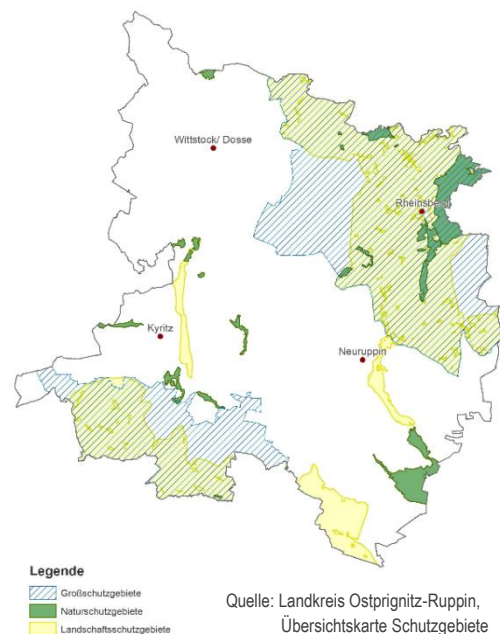 Wittstock/ Dosse
Rheinsberg
Kyritz
Neuruppin
Legende
Großschutzgebiete
Naturschutzgebiete
Landschaftsschutzgebiete
Quelle: Landkreis Ostprignitz-Ruppin,
Übersichtskarte Schutzgebiete